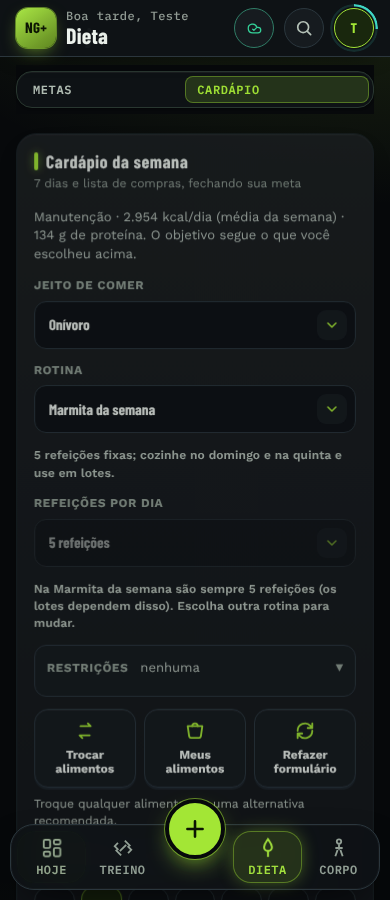 NG+
Boa tarde, Teste
Dieta
T
METAS
CARDÁPIO
Cardápio da semana
7 dias e lista de compras, fechando sua meta
Manutenção · 2.954 kcal/dia (média da semana) ·
134 g de proteína. O objetivo segue o que você
escolheu acima.
JEITO DE COMER
Onívoro
ROTINA
Marmita da semana
5 refeições fixas; cozinhe no domingo e na quinta e
use em lotes.
REFEIÇÕES POR DIA
5 refeições
Na Marmita da semana são sempre 5 refeições (os
lotes dependem disso). Escolha outra rotina para
mudar.
RESTRIÇÕES nenhuma
Trocar
alimentos
Meus
alimentos
Refazer
formulário
Troque qualquer uma alternativa
recomendada.
HOJE
TREINO
DIETA
CORPO